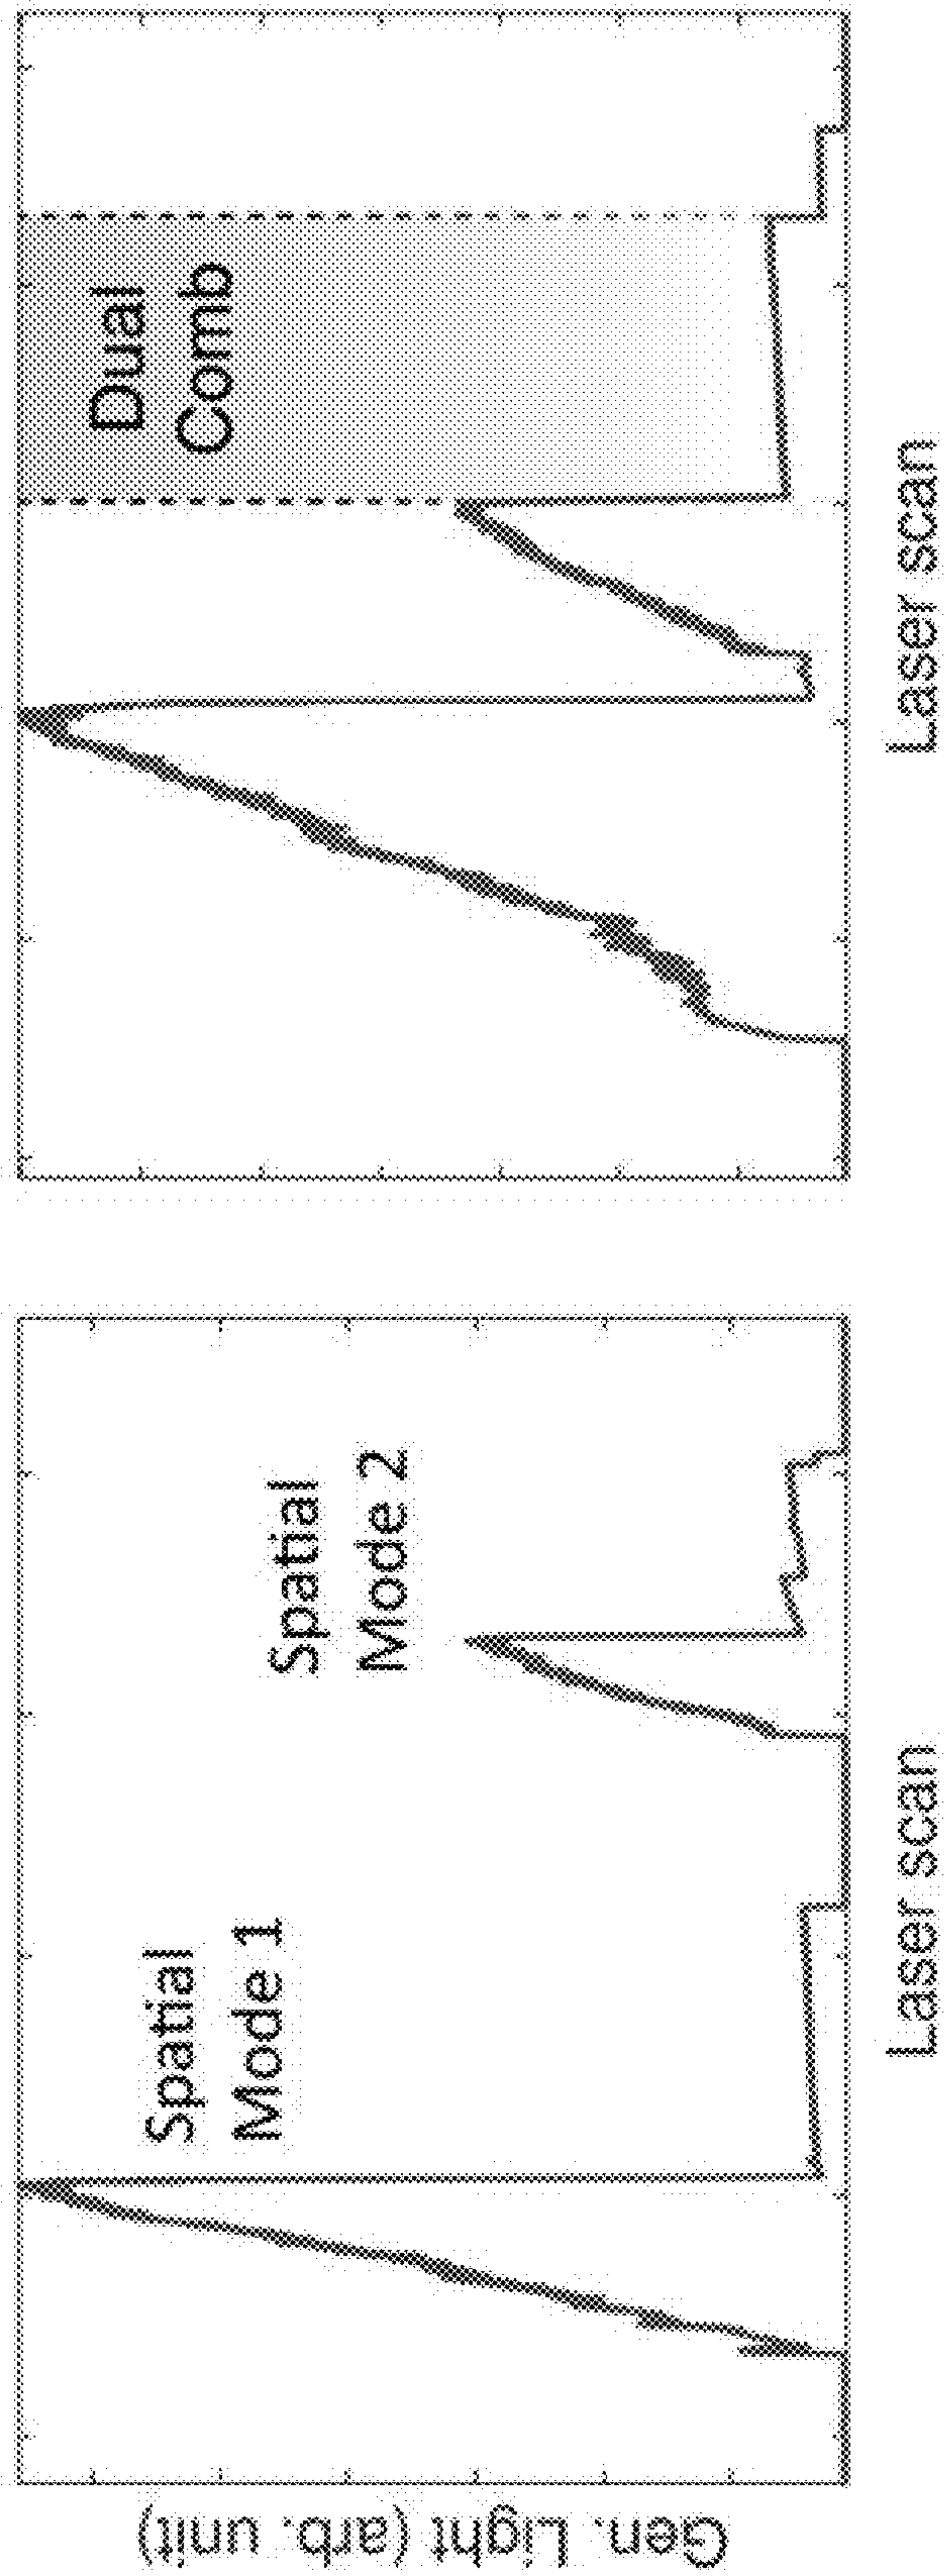 Gen. Light (arb. unit)
Spatial
Mode 1
Spatial
Mode 2
Laser scan
Dual
Comb
Laser scan